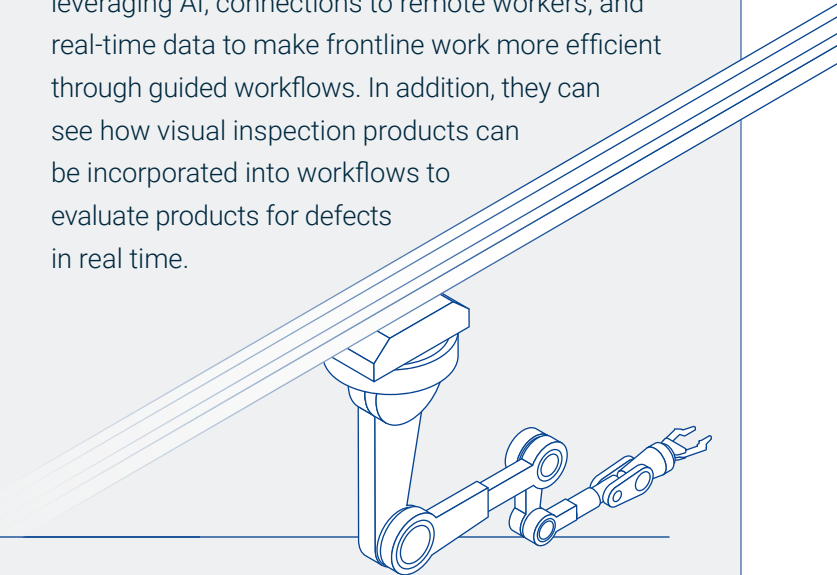 leveraging AI, connections to remote workers, and
real-time data to make frontline work more efficient
through guided workflows. In addition, they can
see how visual inspection products can
be incorporated into workflows to
evaluate products for defects
in real time.